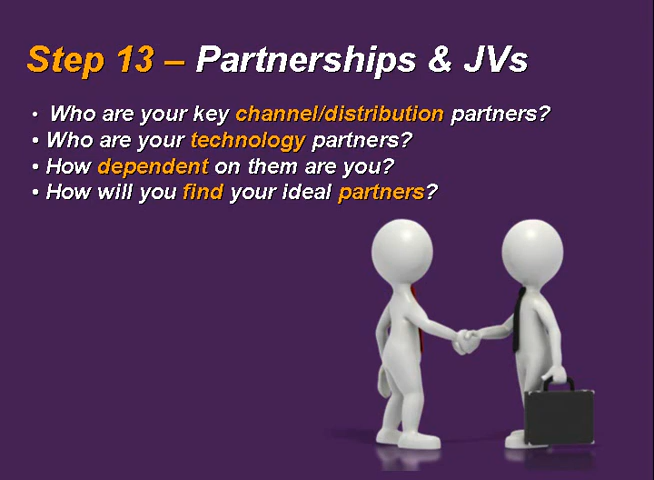 Step 13 – Partnerships & JVs
• Who are your key channel/distribution partners?
• Who are your technology partners?
• How dependent on them are you?
• How will you find your ideal partners?